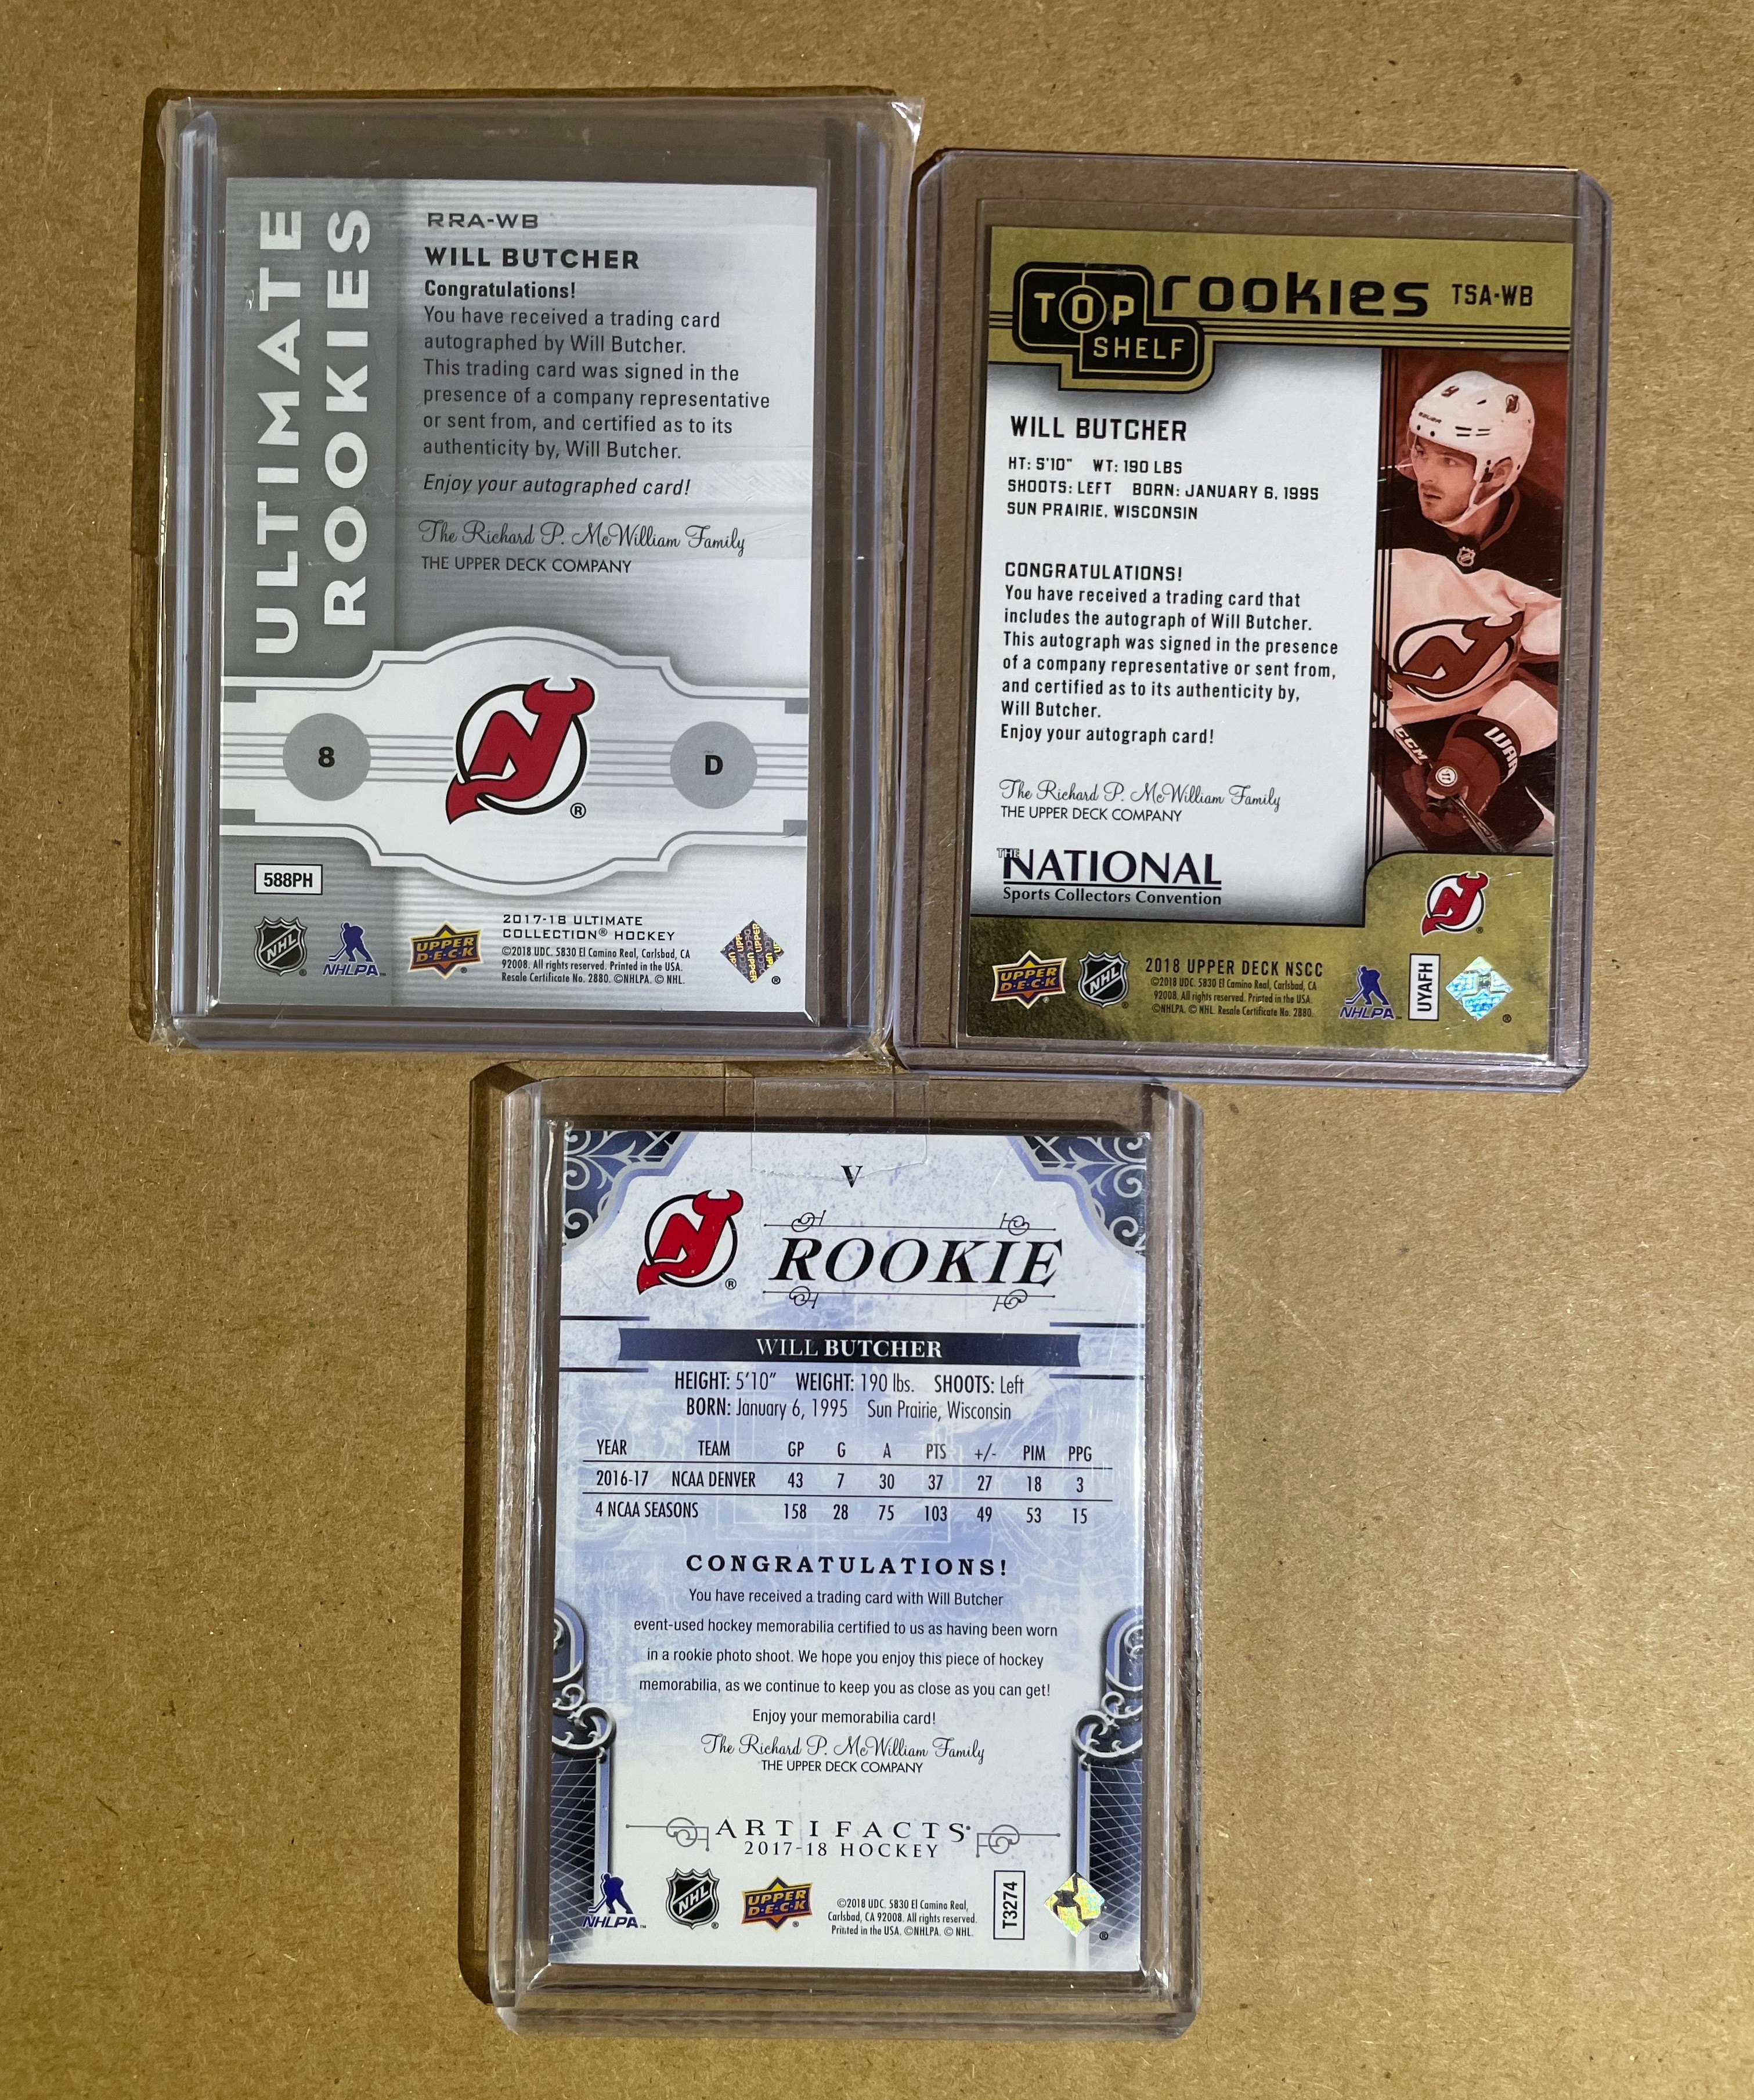 ULTIMATE
ROOKIES
RRA-WB
WILL BUTCHER
Congratulations!
You have received a trading card
autographed by Will Butcher.
This trading card was signed in the
presence of a company representative
or sent from, and certified as to its
authenticity by, Will Butcher.
Enjoy your autographed card!
The Richard P. McWilliam Family
THE UPPER DECK COMPANY
8
D
®
588PH
NHL
NHLPA
UPPER
D·E·C·K
2017-18 ULTIMATE
COLLECTION® HOCKEY
©2018 UDC. 5830 El Camino Real, Carlsbad, CA
92008. All rights reserved. Printed in the USA.
Resale Certificate No. 2880. ©NHLPA. © NHL.
TOP
SHELF
rookies
TSA-WB
WILL BUTCHER
HT: 5'10" WT: 190 LBS
SHOOTS: LEFT BORN: JANUARY 6, 1995
SUN PRAIRIE, WISCONSIN
CONGRATULATIONS!
You have received a trading card that
includes the autograph of Will Butcher.
This autograph was signed in the presence
of a company representative or sent from,
and certified as to its authenticity by,
Will Butcher.
Enjoy your autograph card!
The Richard P. McWilliam Family
THE UPPER DECK COMPANY
THE
NATIONAL
Sports Collectors Convention
CCM
UPPER
D·E·C·K
NHL
2018 UPPER DECK NSCC
©2018 UDC. 5830 El Camino Real, Carlsbad, CA
92008. All rights reserved. Printed in the USA.
©NHLPA. © NHL. Resale Certificate No. 2880.
NHLPA
UYAFH
V
®
ROOKIE
WILL BUTCHER
HEIGHT: 5'10" WEIGHT: 190 lbs. SHOOTS: Left
BORN: January 6, 1995 Sun Prairie, Wisconsin
YEAR TEAM GP G A PTS +/- PIM PPG
2016-17 NCAA DENVER 43 7 30 37 27 18 3
4 NCAA SEASONS 158 28 75 103 49 53 15
CONGRATULATIONS!
You have received a trading card with Will Butcher
event-used hockey memorabilia certified to us as having been worn
in a rookie photo shoot. We hope you enjoy this piece of hockey
memorabilia, as we continue to keep you as close as you can get!
Enjoy your memorabilia card!
The Richard P. McWilliam Family
THE UPPER DECK COMPANY
ARTIFACTS
2017-18 HOCKEY
NHLPA
NHL
UPPER
D·E·C·K
©2018 UDC. 5830 El Camino Real,
Carlsbad, CA 92008. All rights reserved.
Printed in the USA. ©NHLPA. © NHL.
T3274